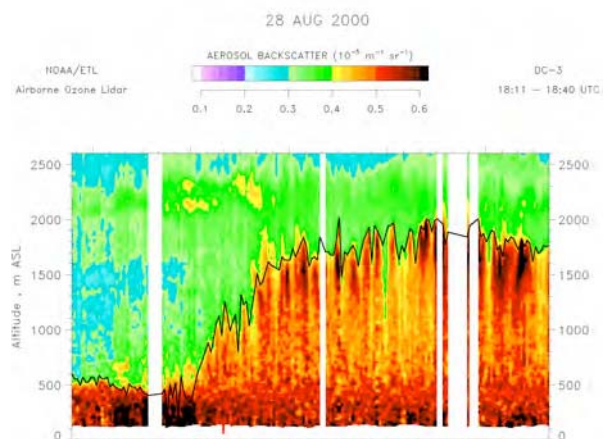 28 AUG 2000
AEROSOL BACKSCATTER (10⁻⁵ m⁻¹ sr⁻¹)
NOAA/ETL
DC-3
Airborne Ozone Lidar
18:11 – 18:40 UTC
0.1 0.2 0.3 0.4 0.5 0.6
Altitude, m ASL
2500 2500
2000 2000
1500 1500
1000 1000
500 500
0 0